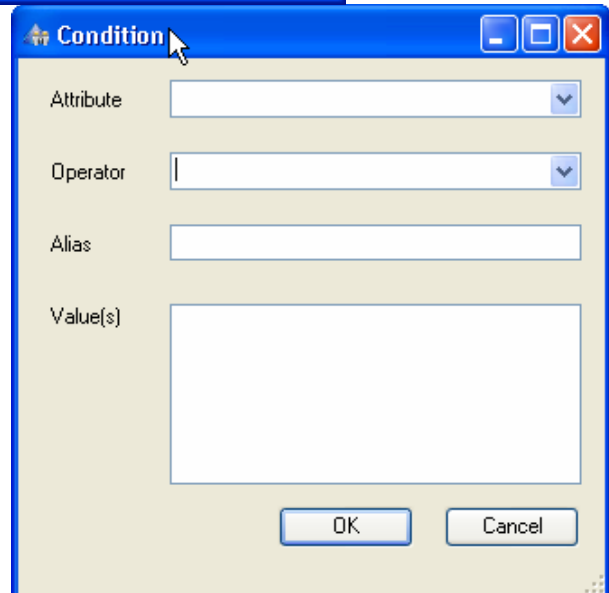 Condition
Attribute
Operator
Alias
Value(s)
OK Cancel